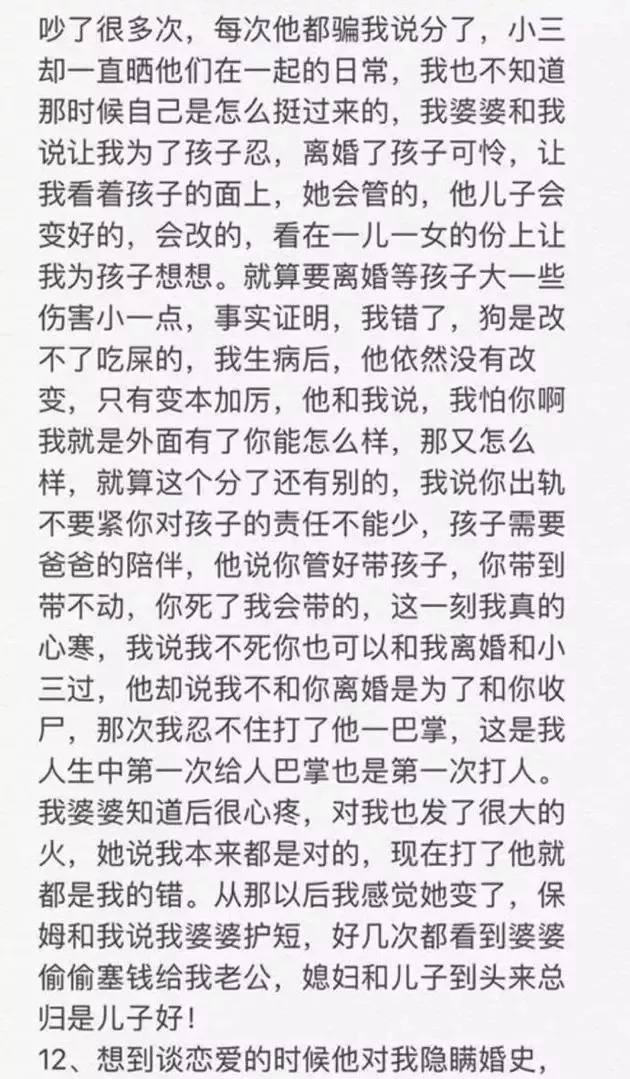 吵了很多次，每次他都骗我说分了，小三
却一直晒他们在一起的日常，我也不知道
那时候自己是怎么挺过来的，我婆婆和我
说让我为了孩子忍，离婚了孩子可怜，让
我看着孩子的面上，她会管的，他儿子会
变好的，会改的，看在一儿一女的份上让
我为孩子想想。就算要离婚等孩子大一些
伤害小一点，事实证明，我错了，狗是改
不了吃屎的，我生病后，他依然没有改
变，只有变本加厉，他和我说，我怕你啊
我就是外面有了你能怎么样，那又怎么
样，就算这个分了还有别的，我说你出轨
不要紧你对孩子的责任不能少，孩子需要
爸爸的陪伴，他说你管好带孩子，你带到
带不动，你死了我会带的，这一刻我真的
心寒，我说我不死你也可以和我离婚和小
三过，他却说我不和你离婚是为了和你收
尸，那次我忍不住打了他一巴掌，这是我
人生中第一次给人巴掌也是第一次打人。
我婆婆知道后很心疼，对我也发了很大的
火，她说我本来都是对的，现在打了他就
都是我的错。从那以后我感觉她变了，保
姆和我说我婆婆护短，好几次都看到婆婆
偷偷塞钱给我老公，媳妇和儿子到头来总
归是儿子好！
12、想到谈恋爱的时候他对我隐瞒婚史，